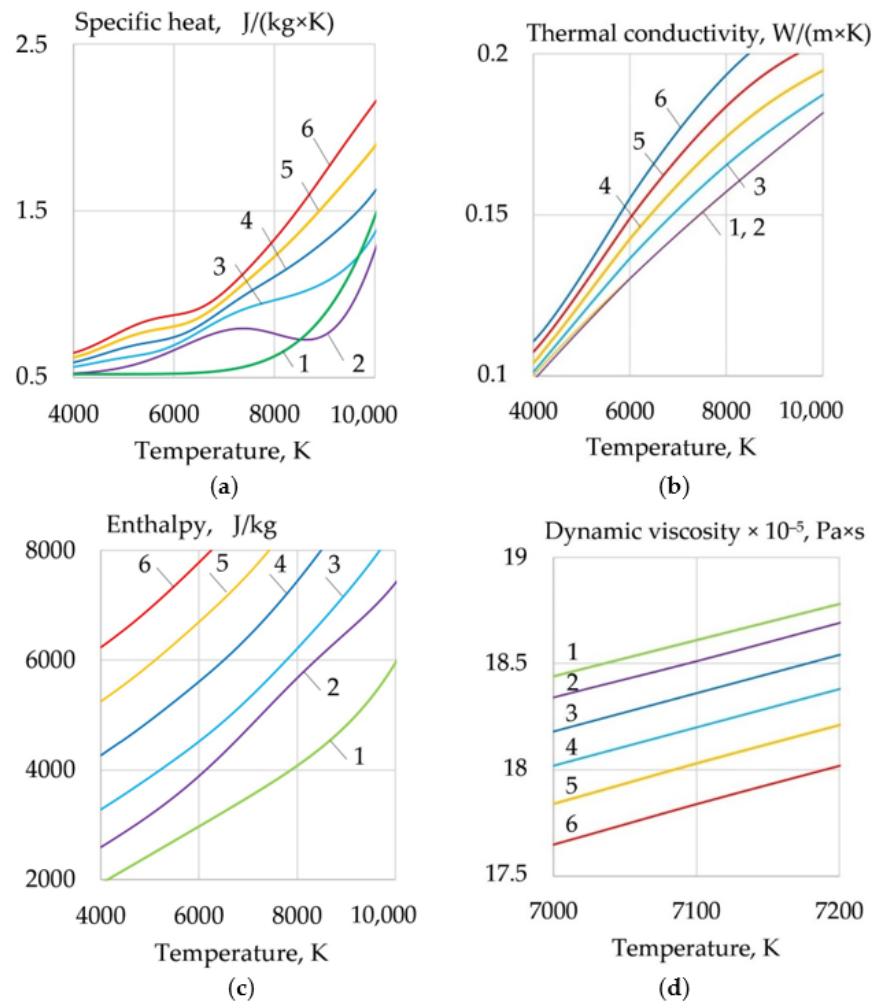 Specific heat, J/(kg×K)
2.5
1.5
0.5
6
5
4
3
1
2
4000 6000 8000 10,000
Temperature, K
(a)
Thermal conductivity, W/(m×K)
0.2
0.15
0.1
6
5
4
3
1, 2
4000 6000 8000 10,000
Temperature, K
(b)
Enthalpy, J/kg
8000
6000
4000
2000
6
5
4
3
2
1
4000 6000 8000 10,000
Temperature, K
(c)
Dynamic viscosity × 10⁻⁵, Pa×s
19
18.5
18
17.5
1
2
3
4
5
6
7000 7100 7200
Temperature, K
(d)